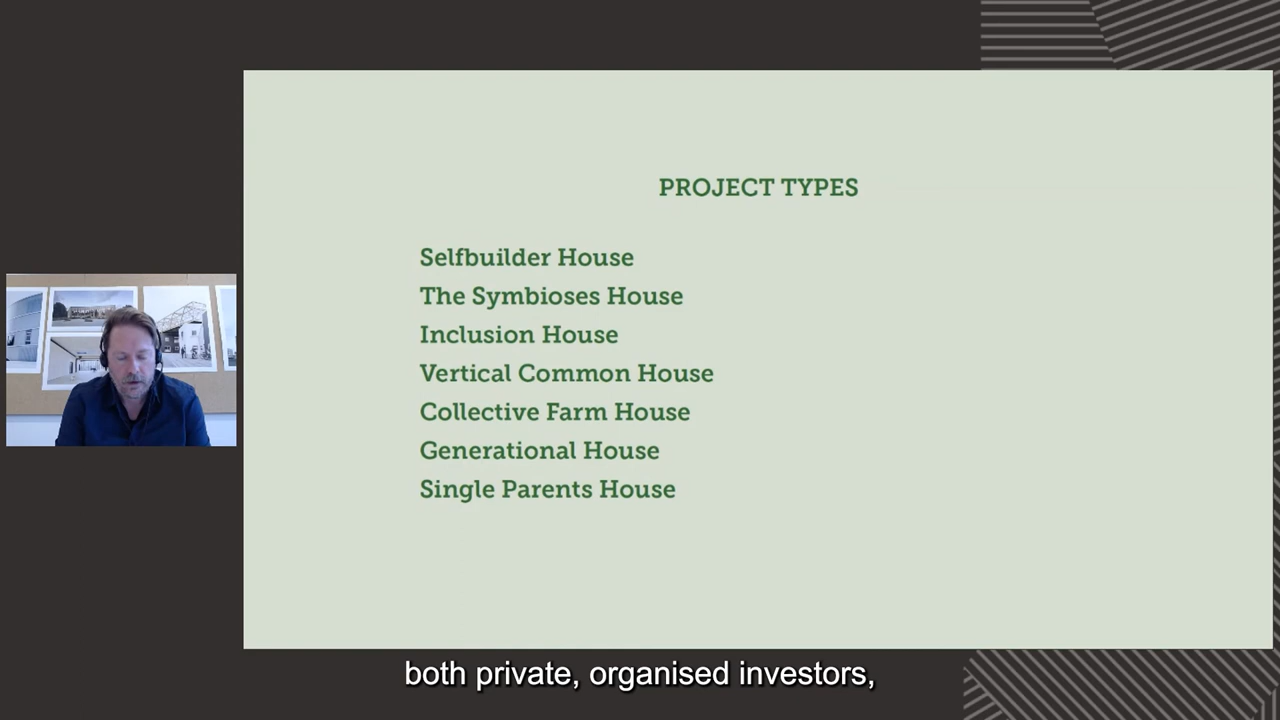 PROJECT TYPES
Selfbuilder House
The Symbioses House
Inclusion House
Vertical Common House
Collective Farm House
Generational House
Single Parents House
both private, organised investors,